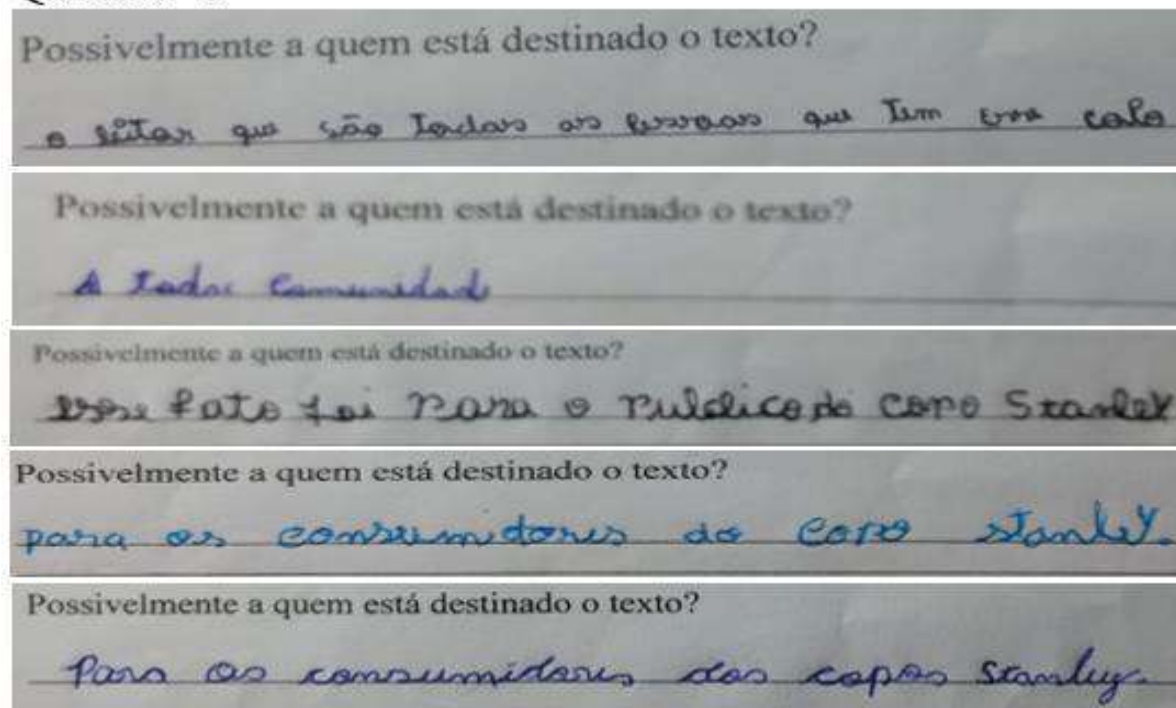 Possivelmente a quem está destinado o texto?
o leitor que são todas as pessoas que tem um copo
Possivelmente a quem está destinado o texto?
A toda comunidade
Possivelmente a quem está destinado o texto?
esse fato foi para o publico do copo Stanley
Possivelmente a quem está destinado o texto?
para os consumidores do copo stanley.
Possivelmente a quem está destinado o texto?
Para os consumidores dos copos Stanley.